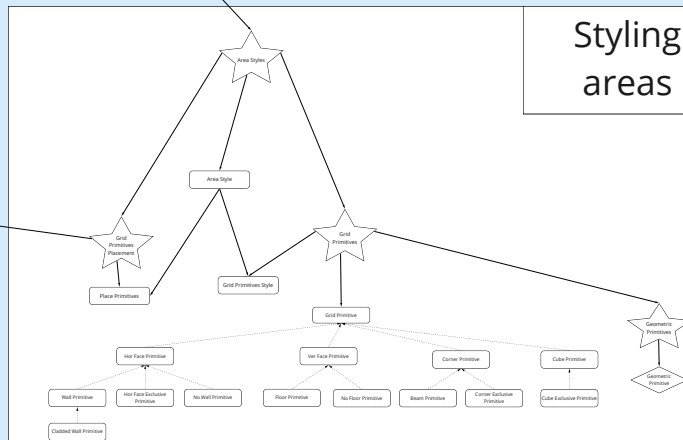 Styling
areas
Area Styles
Area Style
Grid
Primitives
Placement
Grid
Primitives
Grid Primitives Style
Place Primitives
Grid Primitive
Geometric
Primitives
Hor Face Primitive
Ver Face Primitive
Corner Primitive
Cube Primitive
Geometric
Primitive
Wall Primitive
Hor Face Exclusive
Primitive
No Wall Primitive
Floor Primitive
No Floor Primitive
Beam Primitive
Corner Exclusive
Primitive
Cube Exclusive Primitive
Cladded Wall Primitive